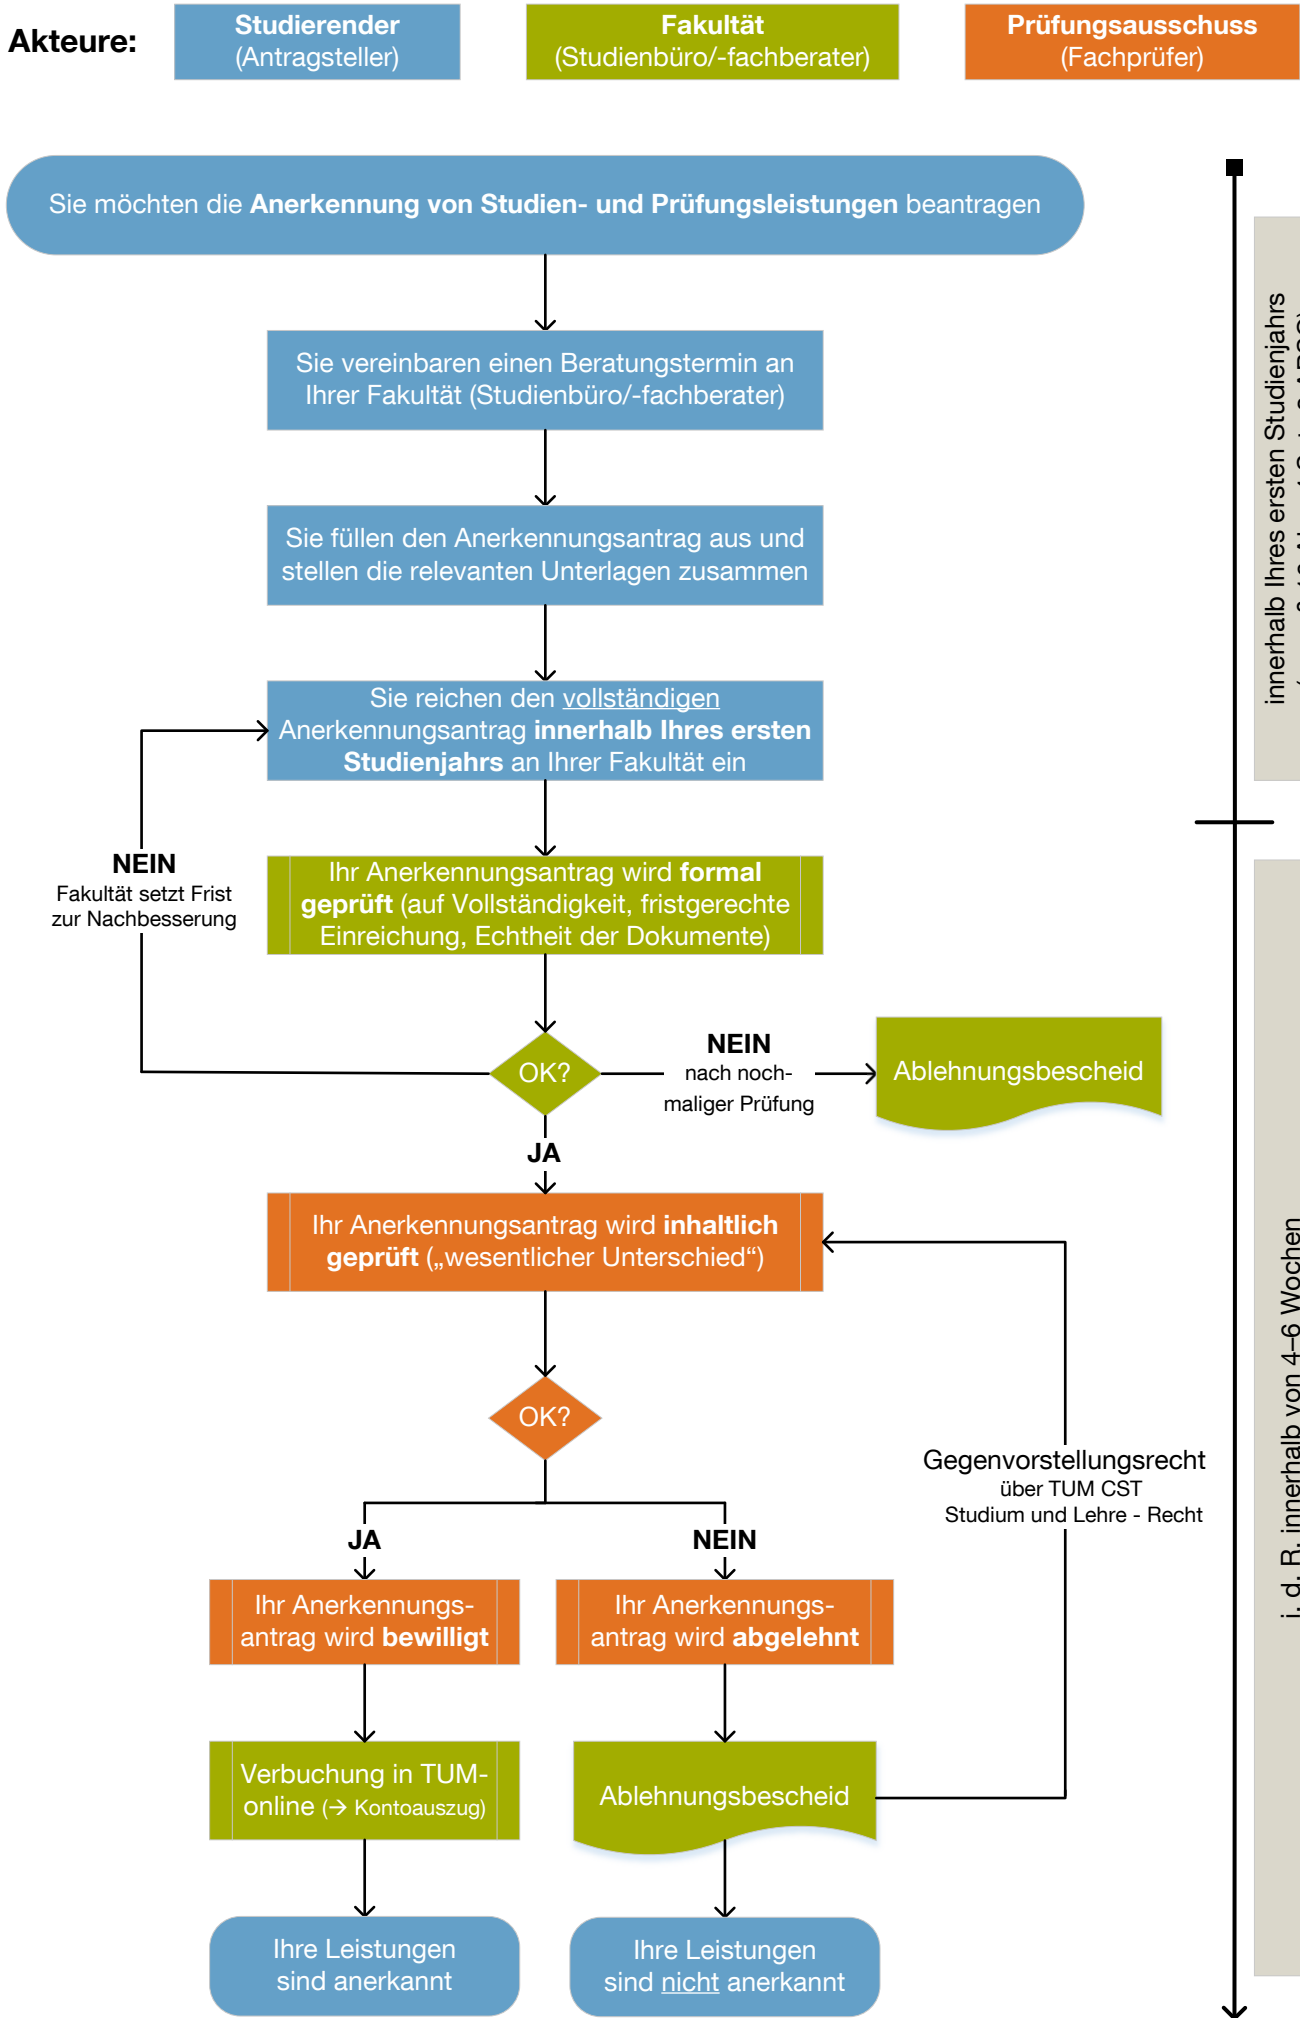 Akteure:
Studierender
(Antragsteller)
Fakultät
(Studienbüro/-fachberater)
Prüfungsausschuss
(Fachprüfer)
Sie möchten die Anerkennung von Studien- und Prüfungsleistungen beantragen
Sie vereinbaren einen Beratungstermin an
Ihrer Fakultät (Studienbüro/-fachberater)
Sie füllen den Anerkennungsantrag aus und
stellen die relevanten Unterlagen zusammen
Sie reichen den vollständigen
Anerkennungsantrag innerhalb Ihres ersten
Studienjahrs an Ihrer Fakultät ein
NEIN
Fakultät setzt Frist
zur Nachbesserung
Ihr Anerkennungsantrag wird formal
geprüft (auf Vollständigkeit, fristgerechte
Einreichung, Echtheit der Dokumente)
OK?
NEIN
nach noch-
maliger Prüfung
Ablehnungsbescheid
JA
Ihr Anerkennungsantrag wird inhaltlich
geprüft („wesentlicher Unterschied“)
OK?
Gegenvorstellungsrecht
über TUM CST
Studium und Lehre - Recht
JA
NEIN
Ihr Anerkennungs-
antrag wird bewilligt
Ihr Anerkennungs-
antrag wird abgelehnt
Verbuchung in TUM-
online (→ Kontoauszug)
Ablehnungsbescheid
Ihre Leistungen
sind anerkannt
Ihre Leistungen
sind nicht anerkannt
innerhalb Ihres ersten Studienjahrs
i. d. R. innerhalb von 4–6 Wochen